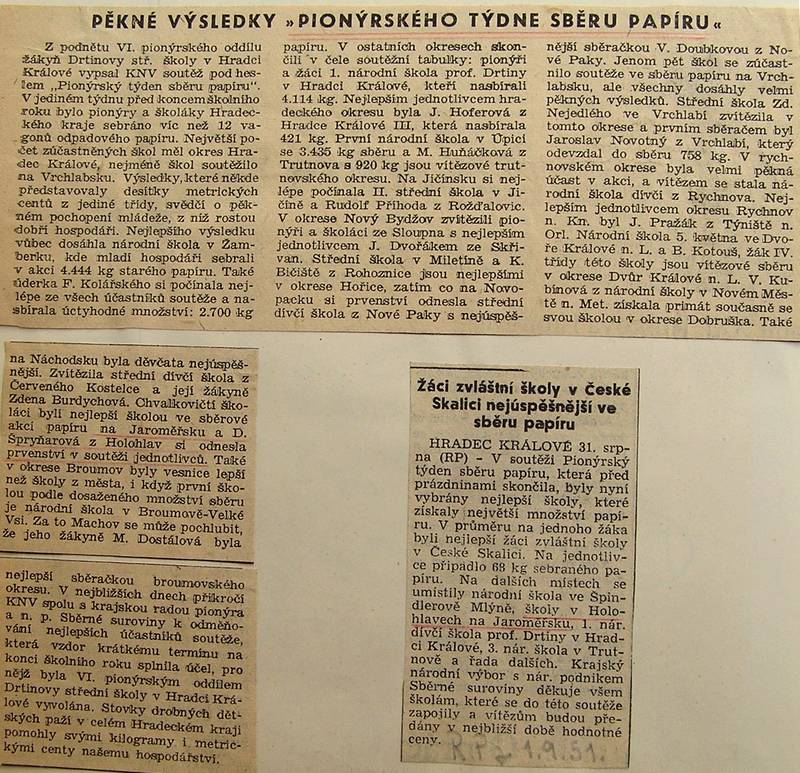 PĚKNÉ VÝSLEDKY »PIONÝRSKÉHO TÝDNE SBĚRU PAPÍRU«
Z podnětu VI. pionýrského oddílu
žákyň Drtinovy stř. školy v Hradci
Králové vypsal KNV soutěž pod hes-
lem „Pionýrský týden sběru papíru“.
V jediném týdnu před koncem školního
roku bylo pionýry a školáky Hradec-
kého kraje sebráno víc než 12 va-
gonů odpadového papíru. Největší po-
čet zúčastněných škol měl okres Hra-
dec Králové, nejméně škol soutěžilo
na Vrchlabsku. Výsledky, které někde
představovaly desítky metrických
centů z jediné třídy, svědčí o pěk-
ném pochopení mládeže, z níž rostou
dobří hospodáři. Nejlepšího výsledku
vůbec dosáhla národní škola v Žam-
berku, kde mladí hospodáři sebrali
v akci 4.444 kg starého papíru. Také
úderka F. Kolářského si počínala nej-
lépe ze všech účastníků soutěže a na-
sbírala úctyhodné množství: 2.700 kg
papíru. V ostatních okresech skon-
čili v čele soutěžní tabulky: pionýři
a žáci 1. národní škola prof. Drtiny
v Hradci Králové, kteří nasbírali
4.114 kg. Nejlepším jednotlivcem hra-
deckého okresu byla J. Hoferová z
Hradce Králové III, která nasbírala
421 kg. První národní škola v Úpici
se 3.435 kg sběru a M. Huňáčková z
Trutnova s 920 kg jsou vítězové trut-
novského okresu. Na Jičínsku si nej-
lépe počínala II. střední škola v Ji-
číně a Rudolf Příhoda z Rožďalovic.
V okrese Nový Bydžov zvítězili pio-
nýři a školáci ze Sloupna s nejlepším
jednotlivcem J. Dvořákem ze Skři-
van. Střední škola v Miletíně a K.
Bičiště z Rohoznice jsou nejlepšími
v okrese Hořice, zatím co na Novo-
packu si prvenství odnesla střední
dívčí škola z Nové Paky s nejúspěš-
nější sběračkou V. Doubkovou z No-
vé Paky. Jenom pět škol se zúčast-
nilo soutěže ve sběru papíru na Vrch-
labsku, ale všechny dosáhly velmi
pěkných výsledků. Střední škola Zd.
Nejedlého ve Vrchlabí zvítězila v
tomto okrese a prvním sběračem byl
Jaroslav Novotný z Vrchlabí, který
odevzdal do sběru 758 kg. V rych-
novském okrese byla velmi pěkná
účast v akci, a vítězem se stala ná-
rodní škola dívčí z Rychnova. Nej-
lepším jednotlivcem okresu Rychnov
n. Kn. byl J. Pražák z Týniště n.
Orl. Národní škola 5. května ve Dvo-
ře Králové n. L. a B. Kotouš, žák IV.
třídy této školy jsou vítězové sběru
v okrese Dvůr Králové n. L. V. Ku-
binová z národní školy v Novém Měs-
tě n. Met. získala primát současně se
svou školou v okrese Dobruška. Také
na Náchodsku byla děvčata nejúspěš-
nější. Zvítězila střední dívčí škola z
Červeného Kostelce a její žákyně
Zdena Burdychová. Chvalkovičtí ško-
láci byli nejlepší školou ve sběrové
akci papíru na Jaroměřsku a D.
Spryňarová z Holohlav si odnesla
prvenství v soutěži jednotlivců. Také
v okrese Broumov byly vesnice lepší
než školy z města, i když první ško-
lou podle dosaženého množství sběru
je národní škola v Broumově-Velké
Vsi. Za to Machov se může pochlubit,
že jeho žákyně M. Dostálová byla
nejlepší sběračkou broumovského
okresu. V nejbližších dnech přikročí
KNV spolu s krajskou radou pionýra
a n. p. Sběrné suroviny k odměňo-
vání nejlepších účastníků soutěže,
která vzdor krátkému termínu na
konci školního roku splnila účel, pro
nějž byla VI. pionýrským oddílem
Drtinovy střední školy v Hradci Krá-
lové vyvolána. Stovky drobných dět-
ských paží v celém Hradeckém kraji
pomohly svými kilogramy i metric-
kými centy našemu hospodářství.
Žáci zvláštní školy v České
Skalici nejúspěšnější ve
sběru papíru
HRADEC KRÁLOVÉ 31. srp-
na (RP) - V soutěži Pionýrský
týden sběru papíru, která před
prázdninami skončila, byly nyní
vybrány nejlepší školy, které
získaly největší množství papí-
ru. V průměru na jednoho žáka
byli nejlepší žáci zvláštní školy
v České Skalici. Na jednotliv-
ce připadlo 68 kg sebraného pa-
píru. Na dalších místech se
umístily národní škola ve Špin-
dlerově Mlýně, školy v Holo-
hlavech na Jaroměřsku, 1. nár.
dívčí škola prof. Drtiny v Hrad-
ci Králové, 3. nár. škola v Trut-
nově a řada dalších. Krajský
národní výbor s nár. podnikem
Sběrné suroviny děkuje všem
školám, které se do této soutěže
zapojily a vítězům budou pře-
dány v nejbližší době hodnotné
ceny.
1.9.51.